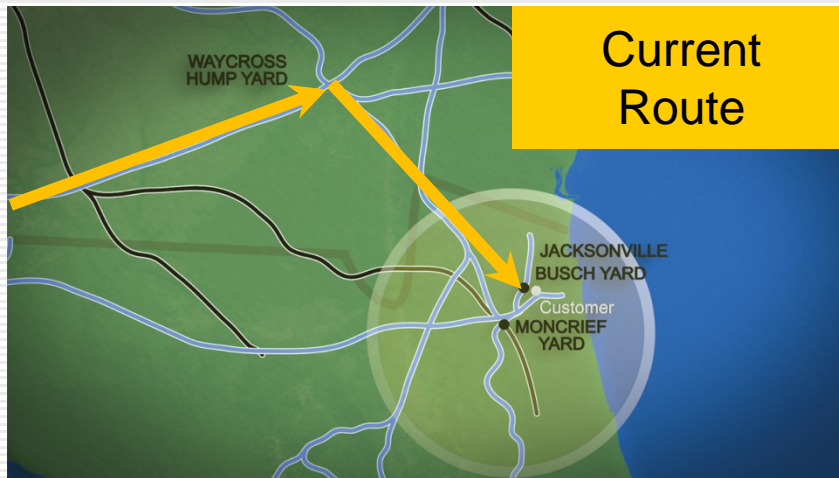 Current
Route
WAYCROSS
HUMP YARD
JACKSONVILLE
BUSCH YARD
Customer
MONCRIEF
YARD